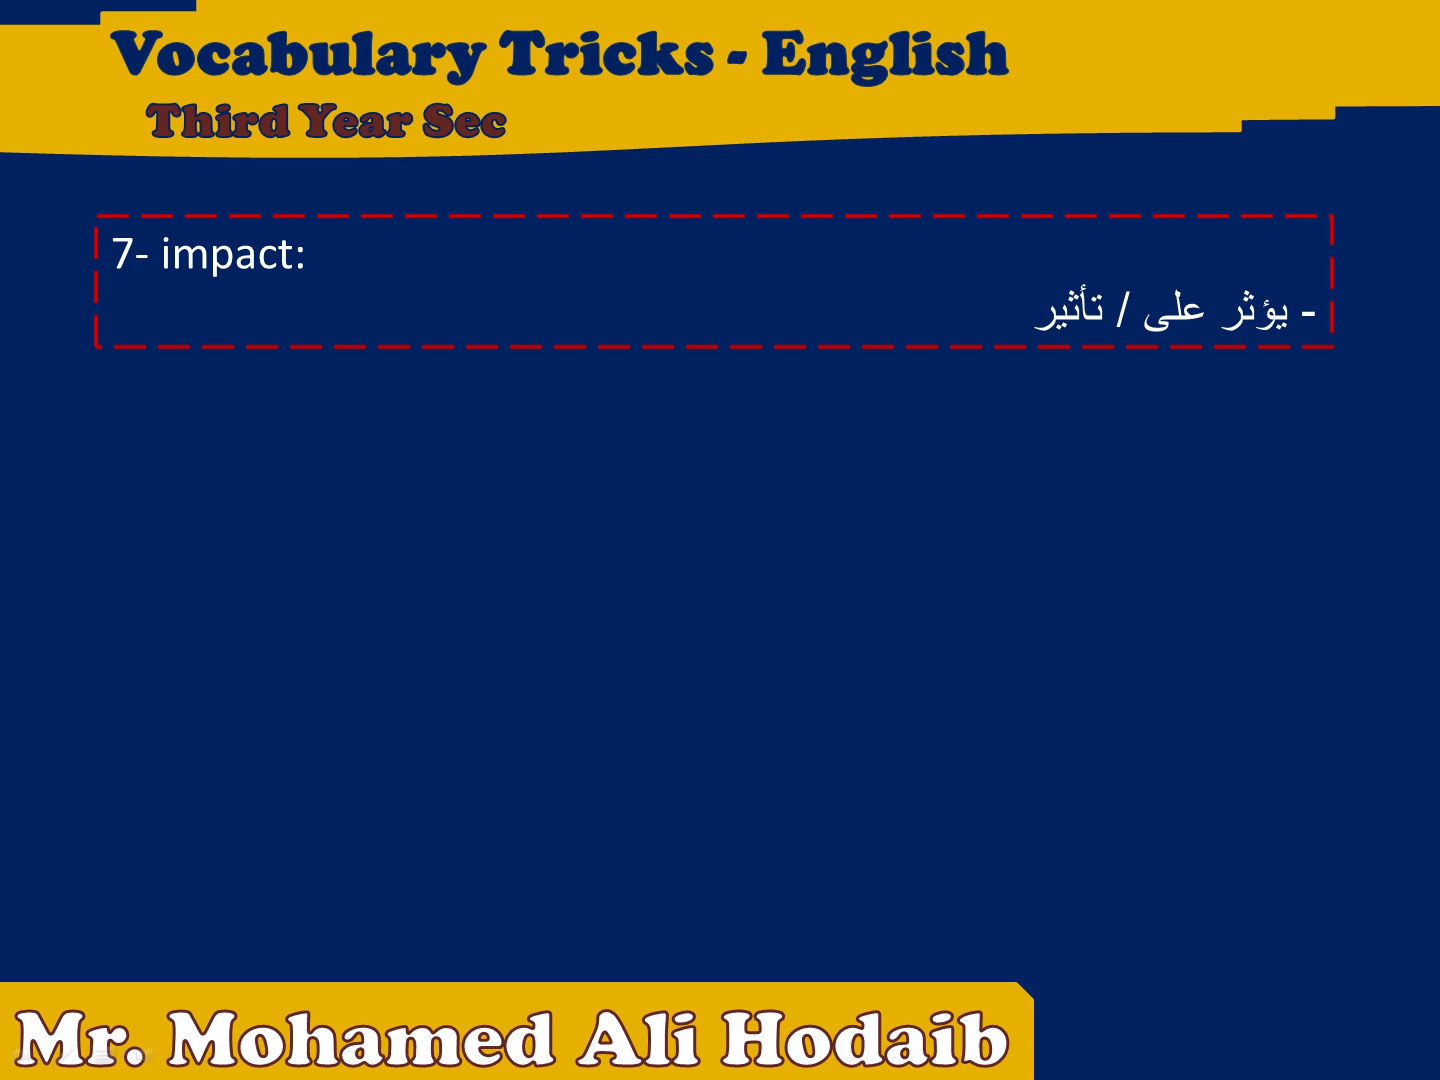 Vocabulary Tricks - English
Third Year Sec
7- impact:
- يؤثر على / تأثير
Mr. Mohamed Ali Hodaib